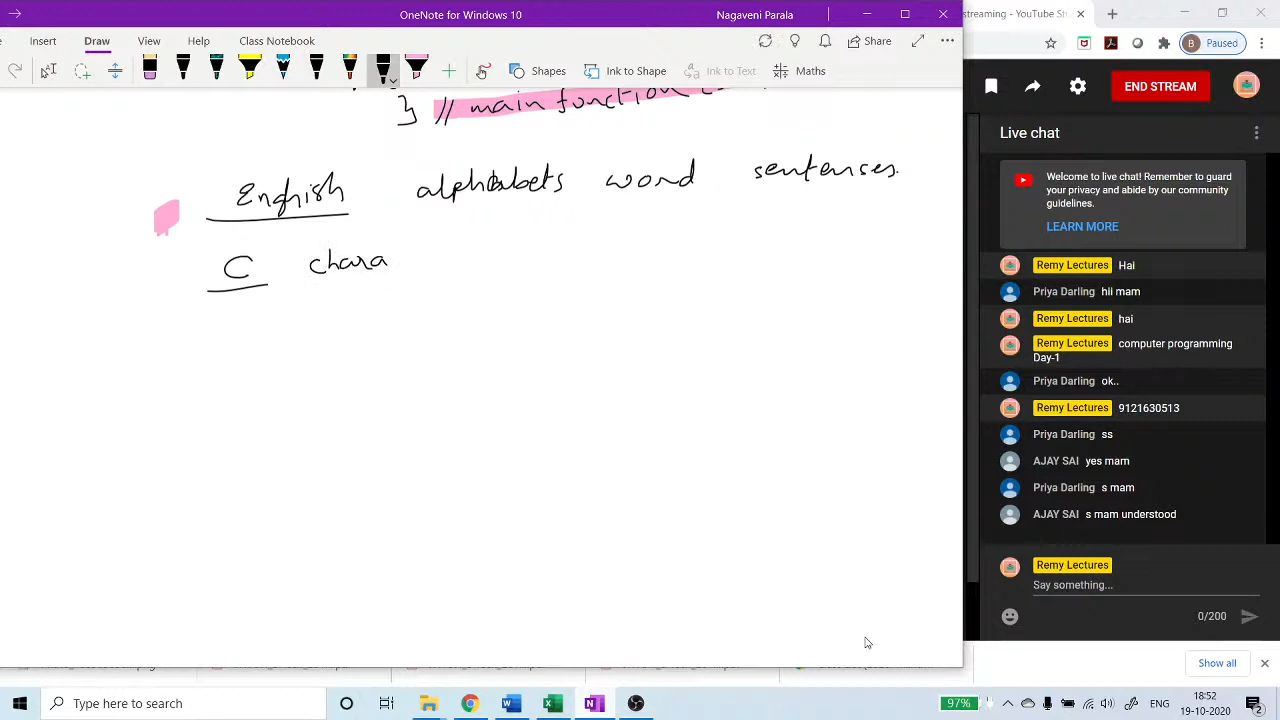 OneNote for Windows 10
Nagaveni Parala
streaming - YouTube St
Insert
Draw
View
Help
Class Notebook
Share
Shapes
Ink to Shape
Ink to Text
Maths
B
Paused
END STREAM
} // main function
English alphabets word sentenses.
C chara
Live chat
Welcome to live chat! Remember to guard
your privacy and abide by our community
guidelines.
LEARN MORE
Remy Lectures Hai
Priya Darling hii mam
Remy Lectures hai
Remy Lectures computer programming
Day-1
Priya Darling ok..
Remy Lectures 9121630513
Priya Darling ss
AJAY SAI yes mam
Priya Darling s mam
AJAY SAI s mam understood
Remy Lectures
Say something...
0/200
Show all
Type here to search
97%
ENG
18:52
19-10-2020
2